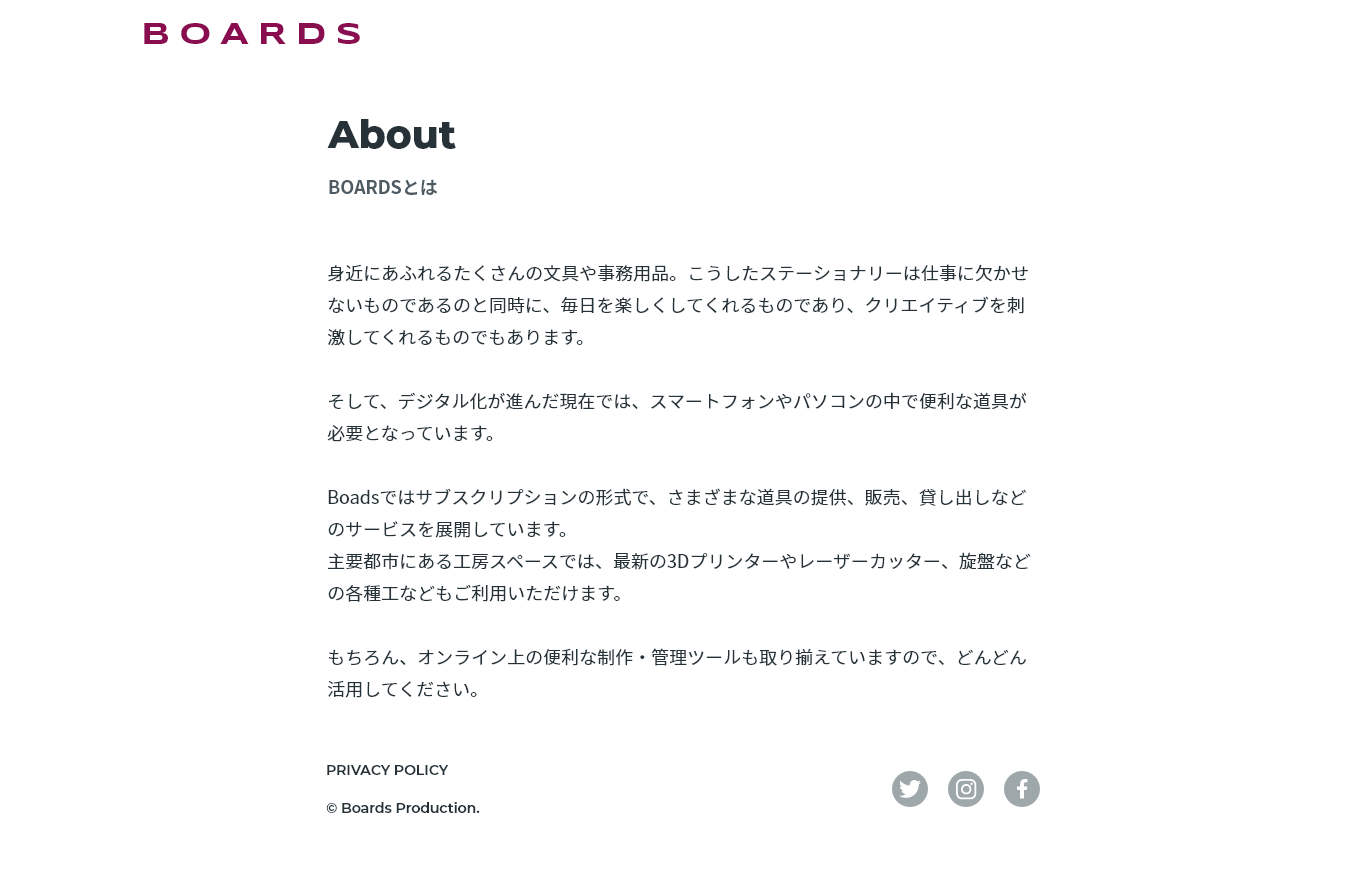 BOARDS
About
BOARDSとは
身近にあふれるたくさんの文具や事務用品。こうしたステーショナリーは仕事に欠かせ
ないものであるのと同時に、毎日を楽しくしてくれるものであり、クリエイティブを刺
激してくれるものでもあります。
そして、デジタル化が進んだ現在では、スマートフォンやパソコンの中で便利な道具が
必要となっています。
Boadsではサブスクリプションの形式で、さまざまな道具の提供、販売、貸し出しなど
のサービスを展開しています。
主要都市にある工房スペースでは、最新の3Dプリンターやレーザーカッター、旋盤など
の各種工などもご利用いただけます。
もちろん、オンライン上の便利な制作・管理ツールも取り揃えていますので、どんどん
活用してください。
PRIVACY POLICY
© Boards Production.